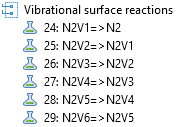 Vibrational surface reactions
24: N2V1=>N2
25: N2V2=>N2V1
26: N2V3=>N2V2
27: N2V4=>N2V3
28: N2V5=>N2V4
29: N2V6=>N2V5